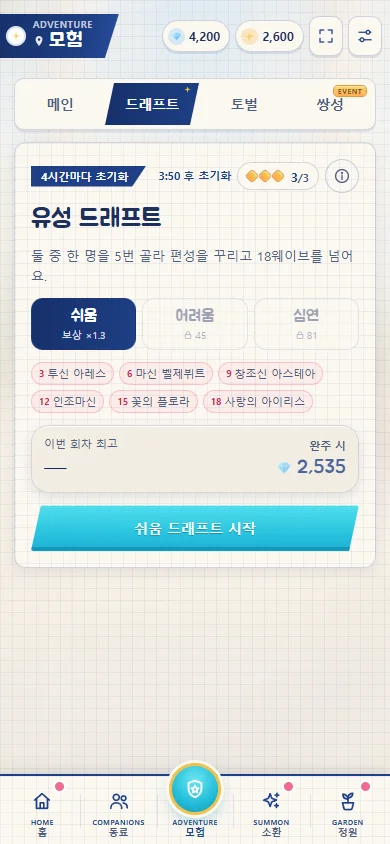 ADVENTURE
모험
4,200
2,600
메인
드래프트
토벌
쌍성
EVENT
4시간마다 초기화
3:50 후 초기화
3/3
유성 드래프트
둘 중 한 명을 5번 골라 편성을 꾸리고 18웨이브를 넘어
요.
쉬움
보상 ×1.3
어려움
45
심연
81
3 투신 아레스
6 마신 벨제뷔트
9 창조신 아스테아
12 인조마신
15 꽃의 플로라
18 사랑의 아이리스
이번 회차 최고
—
완주 시
2,535
쉬움 드래프트 시작
HOME
홈
COMPANIONS
동료
ADVENTURE
모험
SUMMON
소환
GARDEN
정원